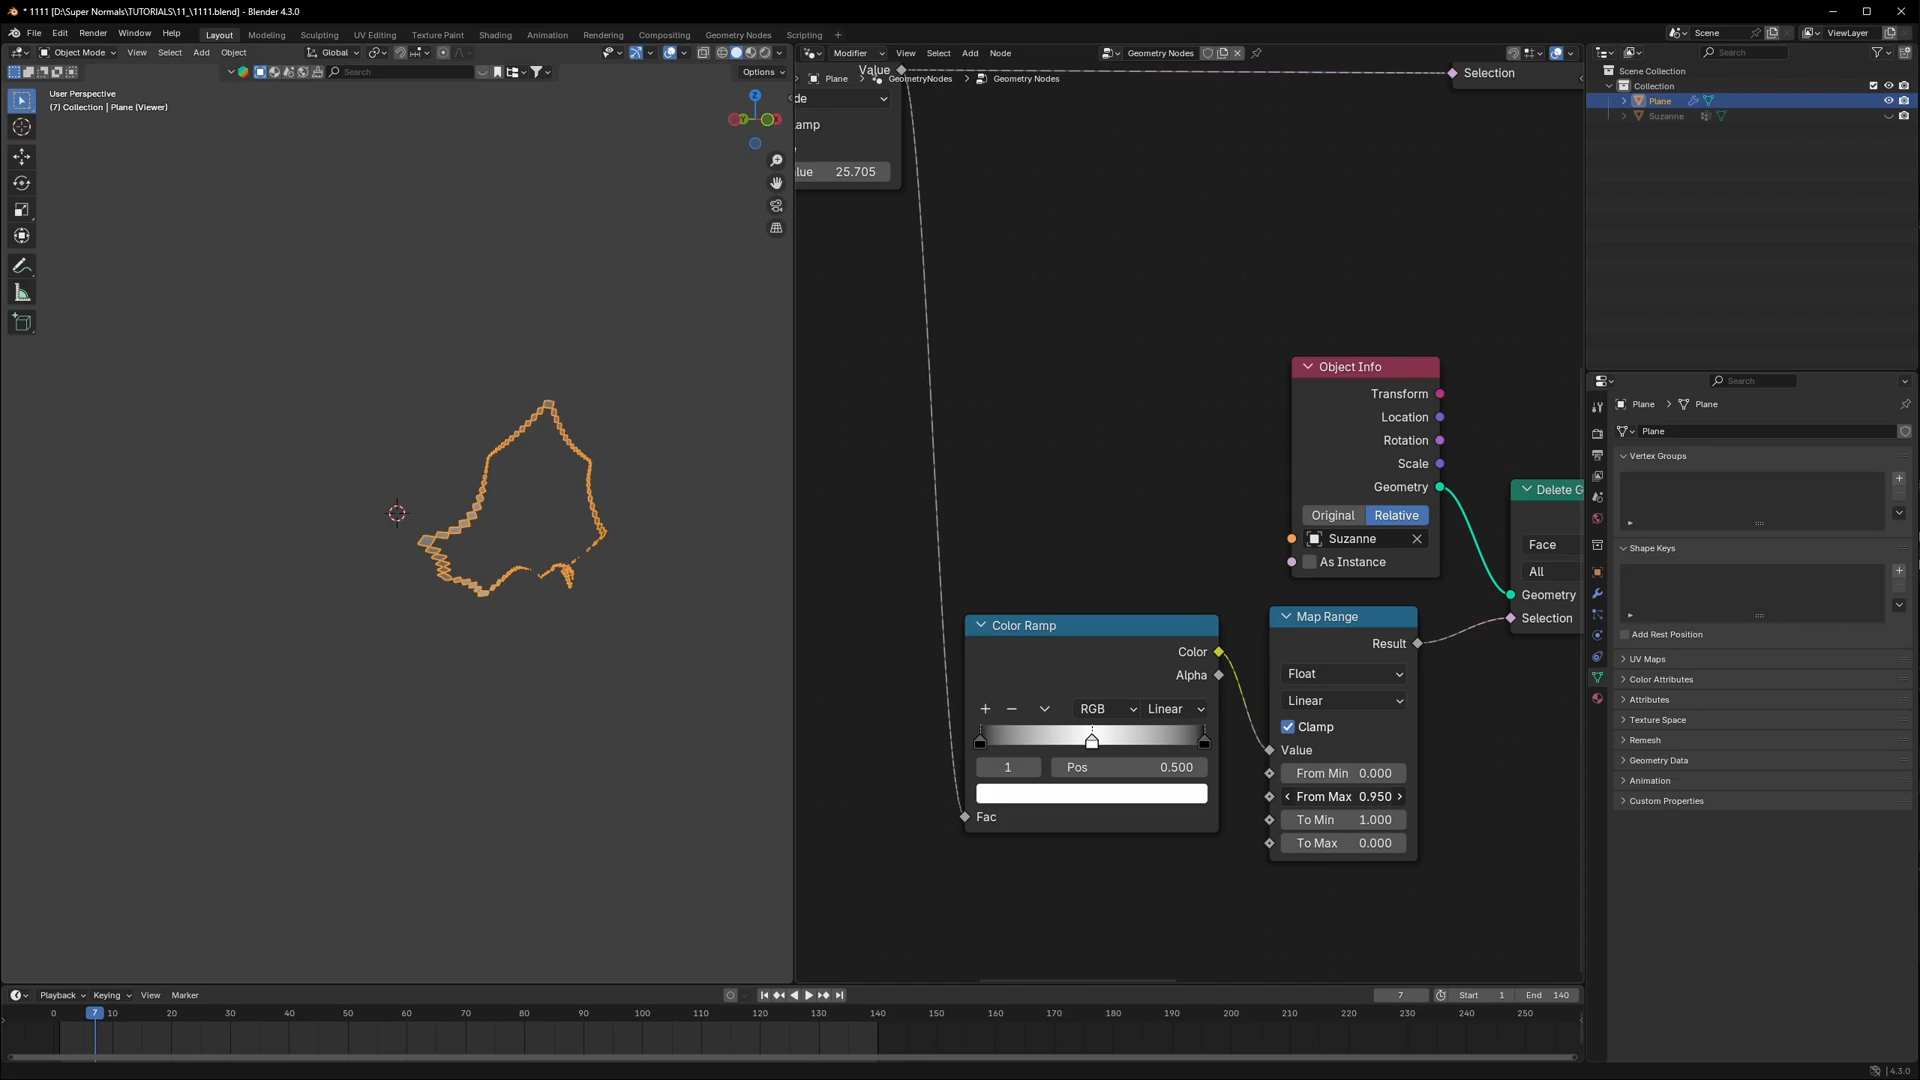 * 1111 [D:\Super Normals\TUTORIALS\11_\1111.blend] - Blender 4.3.0
File Edit Render Window Help
Layout Modeling Sculpting UV Editing Texture Paint Shading Animation Rendering Compositing Geometry Nodes Scripting +
Scene
ViewLayer
Object Mode View Select Add Object
Global
Modifier View Select Add Node
Geometry Nodes
Search
Search
Options
User Perspective
(7) Collection | Plane (Viewer)
Z
Y
X
Value
Plane > GeometryNodes > Geometry Nodes
Selection
de
amp
lue 25.705
Object Info
Transform
Location
Rotation
Scale
Geometry
Original Relative
Suzanne
As Instance
Delete G
Face
All
Geometry
Selection
Color Ramp
Color
Alpha
+ −
RGB Linear
1 Pos 0.500
Fac
Map Range
Result
Float
Linear
Clamp
Value
From Min 0.000
From Max 0.950
To Min 1.000
To Max 0.000
Scene Collection
Collection
Plane
Suzanne
Search
Plane > Plane
Plane
Vertex Groups
Shape Keys
Add Rest Position
UV Maps
Color Attributes
Attributes
Texture Space
Remesh
Geometry Data
Animation
Custom Properties
Playback Keying View Marker
7
Start 1
End 140
0 7 10 20 30 40 50 60 70 80 90 100 110 120 130 140 150 160 170 180 190 200 210 220 230 240 250
4.3.0